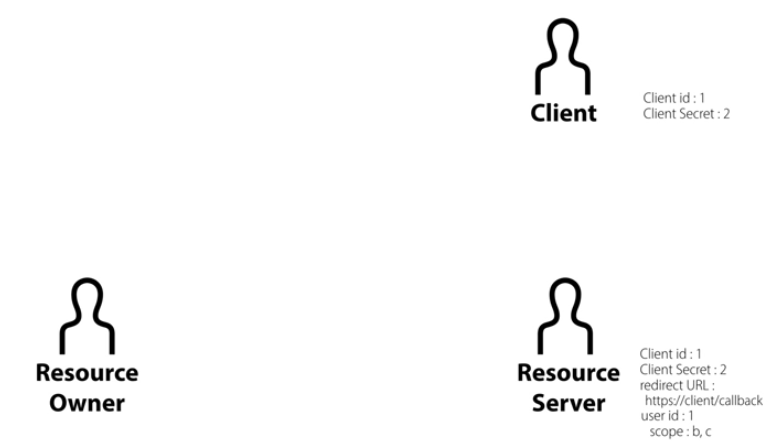 Client
Client id : 1
Client Secret : 2
Resource
Owner
Resource
Server
Client id : 1
Client Secret : 2
redirect URL :
https://client/callback
user id : 1
scope : b, c